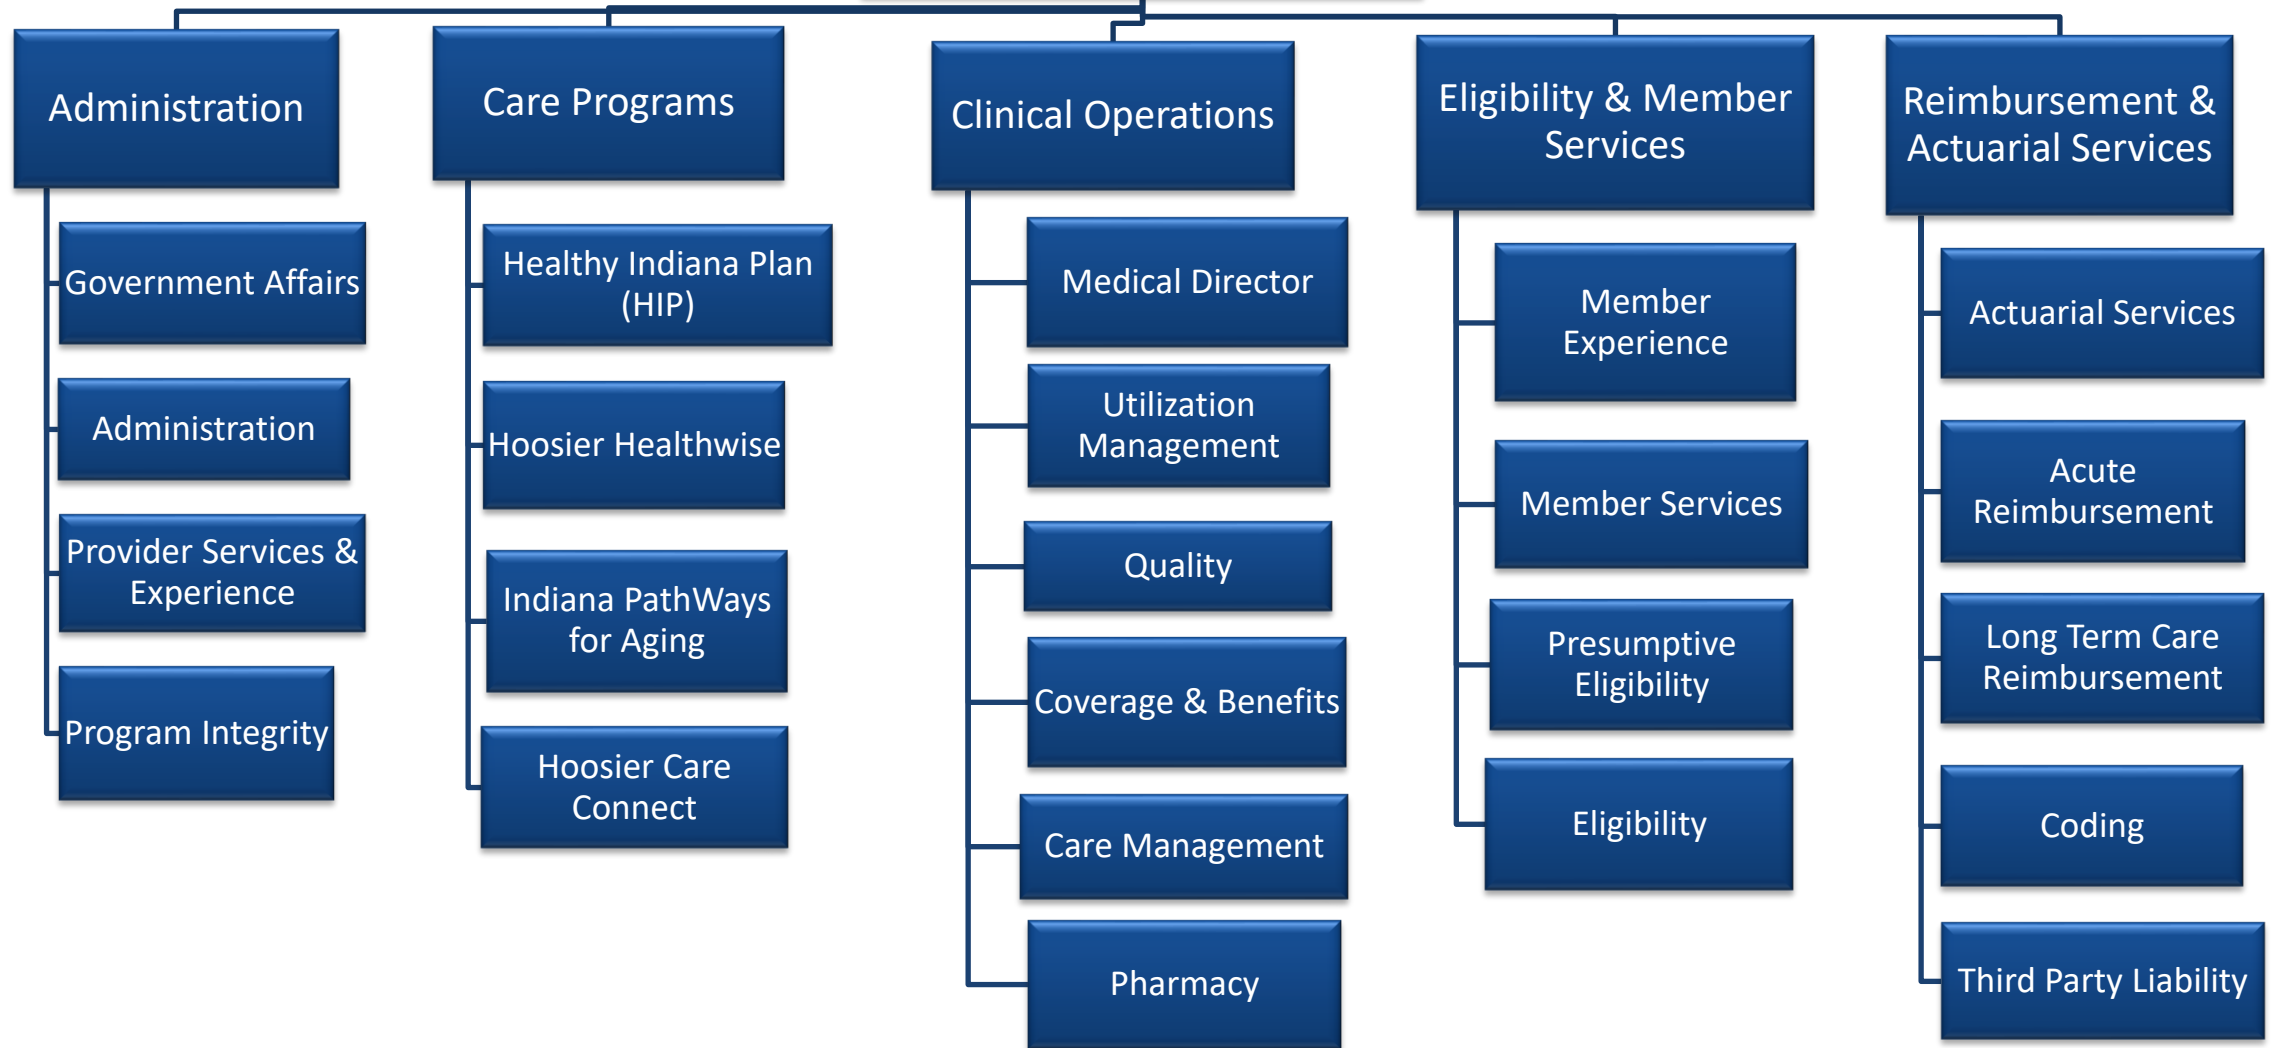 Administration
Government Affairs
Administration
Provider Services &
Experience
Program Integrity
Care Programs
Healthy Indiana Plan
(HIP)
Hoosier Healthwise
Indiana PathWays
for Aging
Hoosier Care
Connect
Clinical Operations
Medical Director
Utilization
Management
Quality
Coverage & Benefits
Care Management
Pharmacy
Eligibility & Member
Services
Member
Experience
Member Services
Presumptive
Eligibility
Eligibility
Reimbursement &
Actuarial Services
Actuarial Services
Acute
Reimbursement
Long Term Care
Reimbursement
Coding
Third Party Liability